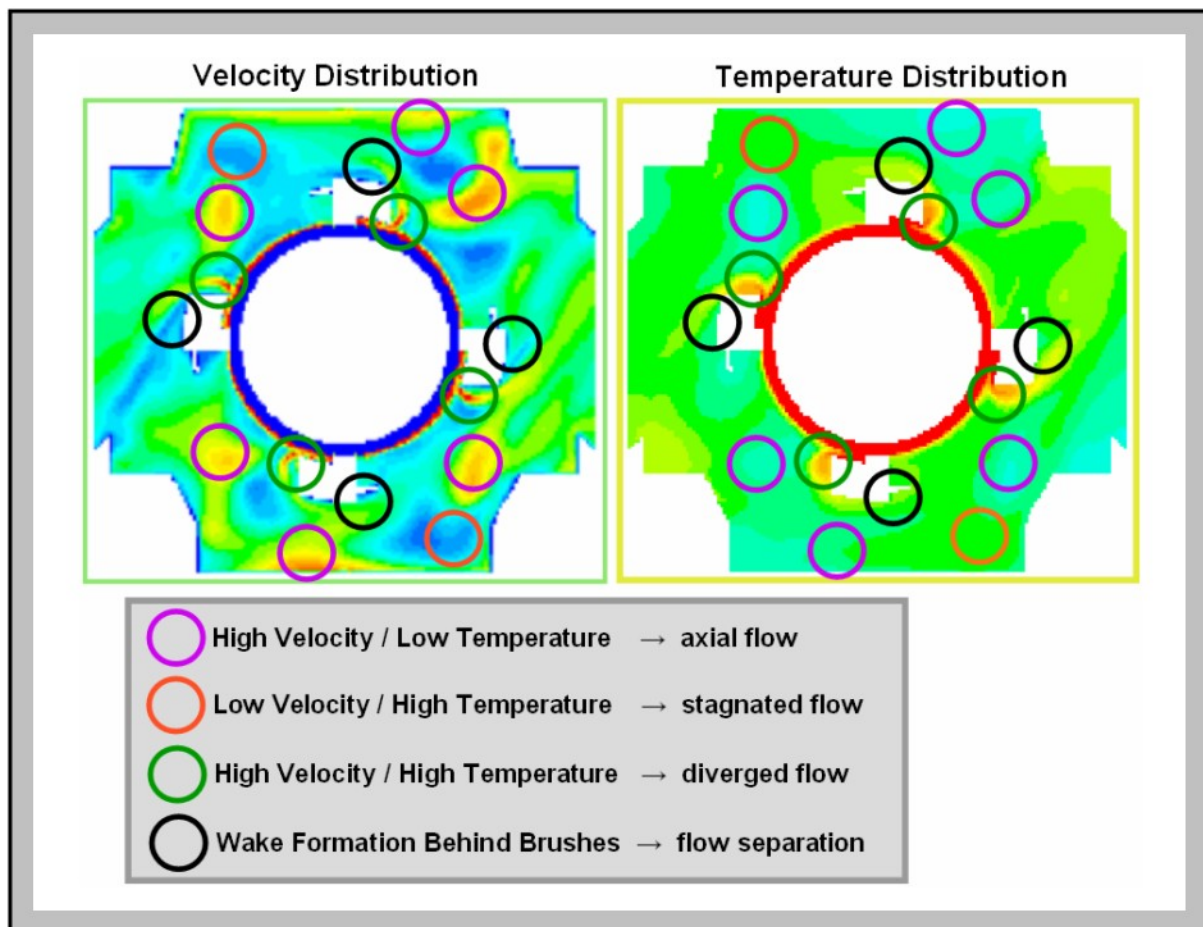 Velocity Distribution
Temperature Distribution
High Velocity / Low Temperature → axial flow
Low Velocity / High Temperature → stagnated flow
High Velocity / High Temperature → diverged flow
Wake Formation Behind Brushes → flow separation